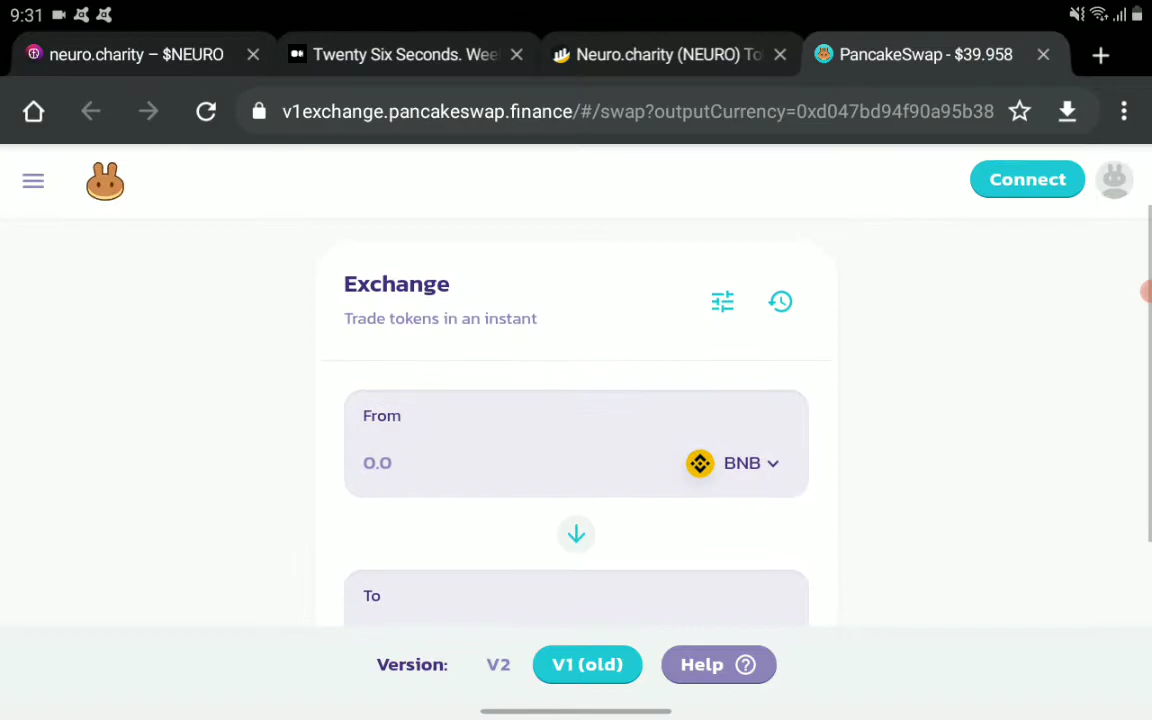 9:31
neuro.charity – $NEURO
Twenty Six Seconds. Wee
Neuro.charity (NEURO) To
PancakeSwap - $39.958
v1exchange.pancakeswap.finance/#/swap?outputCurrency=0xd047bd94f90a95b38
Connect
Exchange
Trade tokens in an instant
From
0.0
BNB
To
Version:
V2
V1 (old)
Help